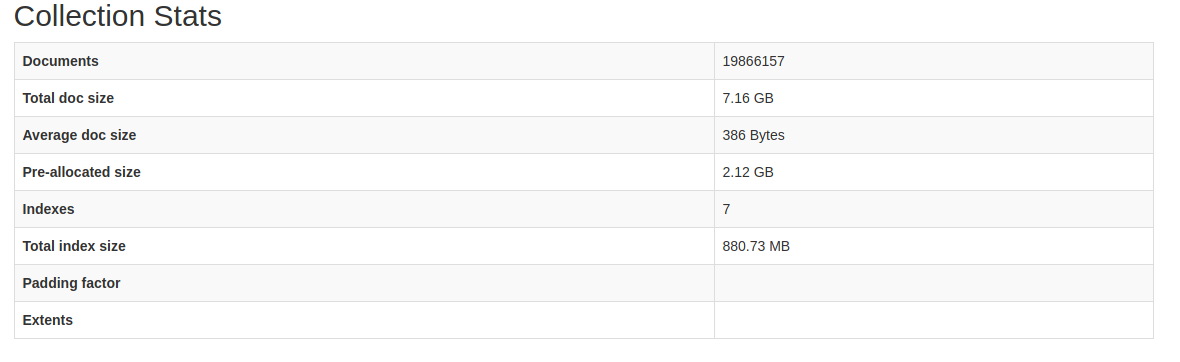 Collection Stats
Documents 19866157
Total doc size 7.16 GB
Average doc size 386 Bytes
Pre-allocated size 2.12 GB
Indexes 7
Total index size 880.73 MB
Padding factor
Extents